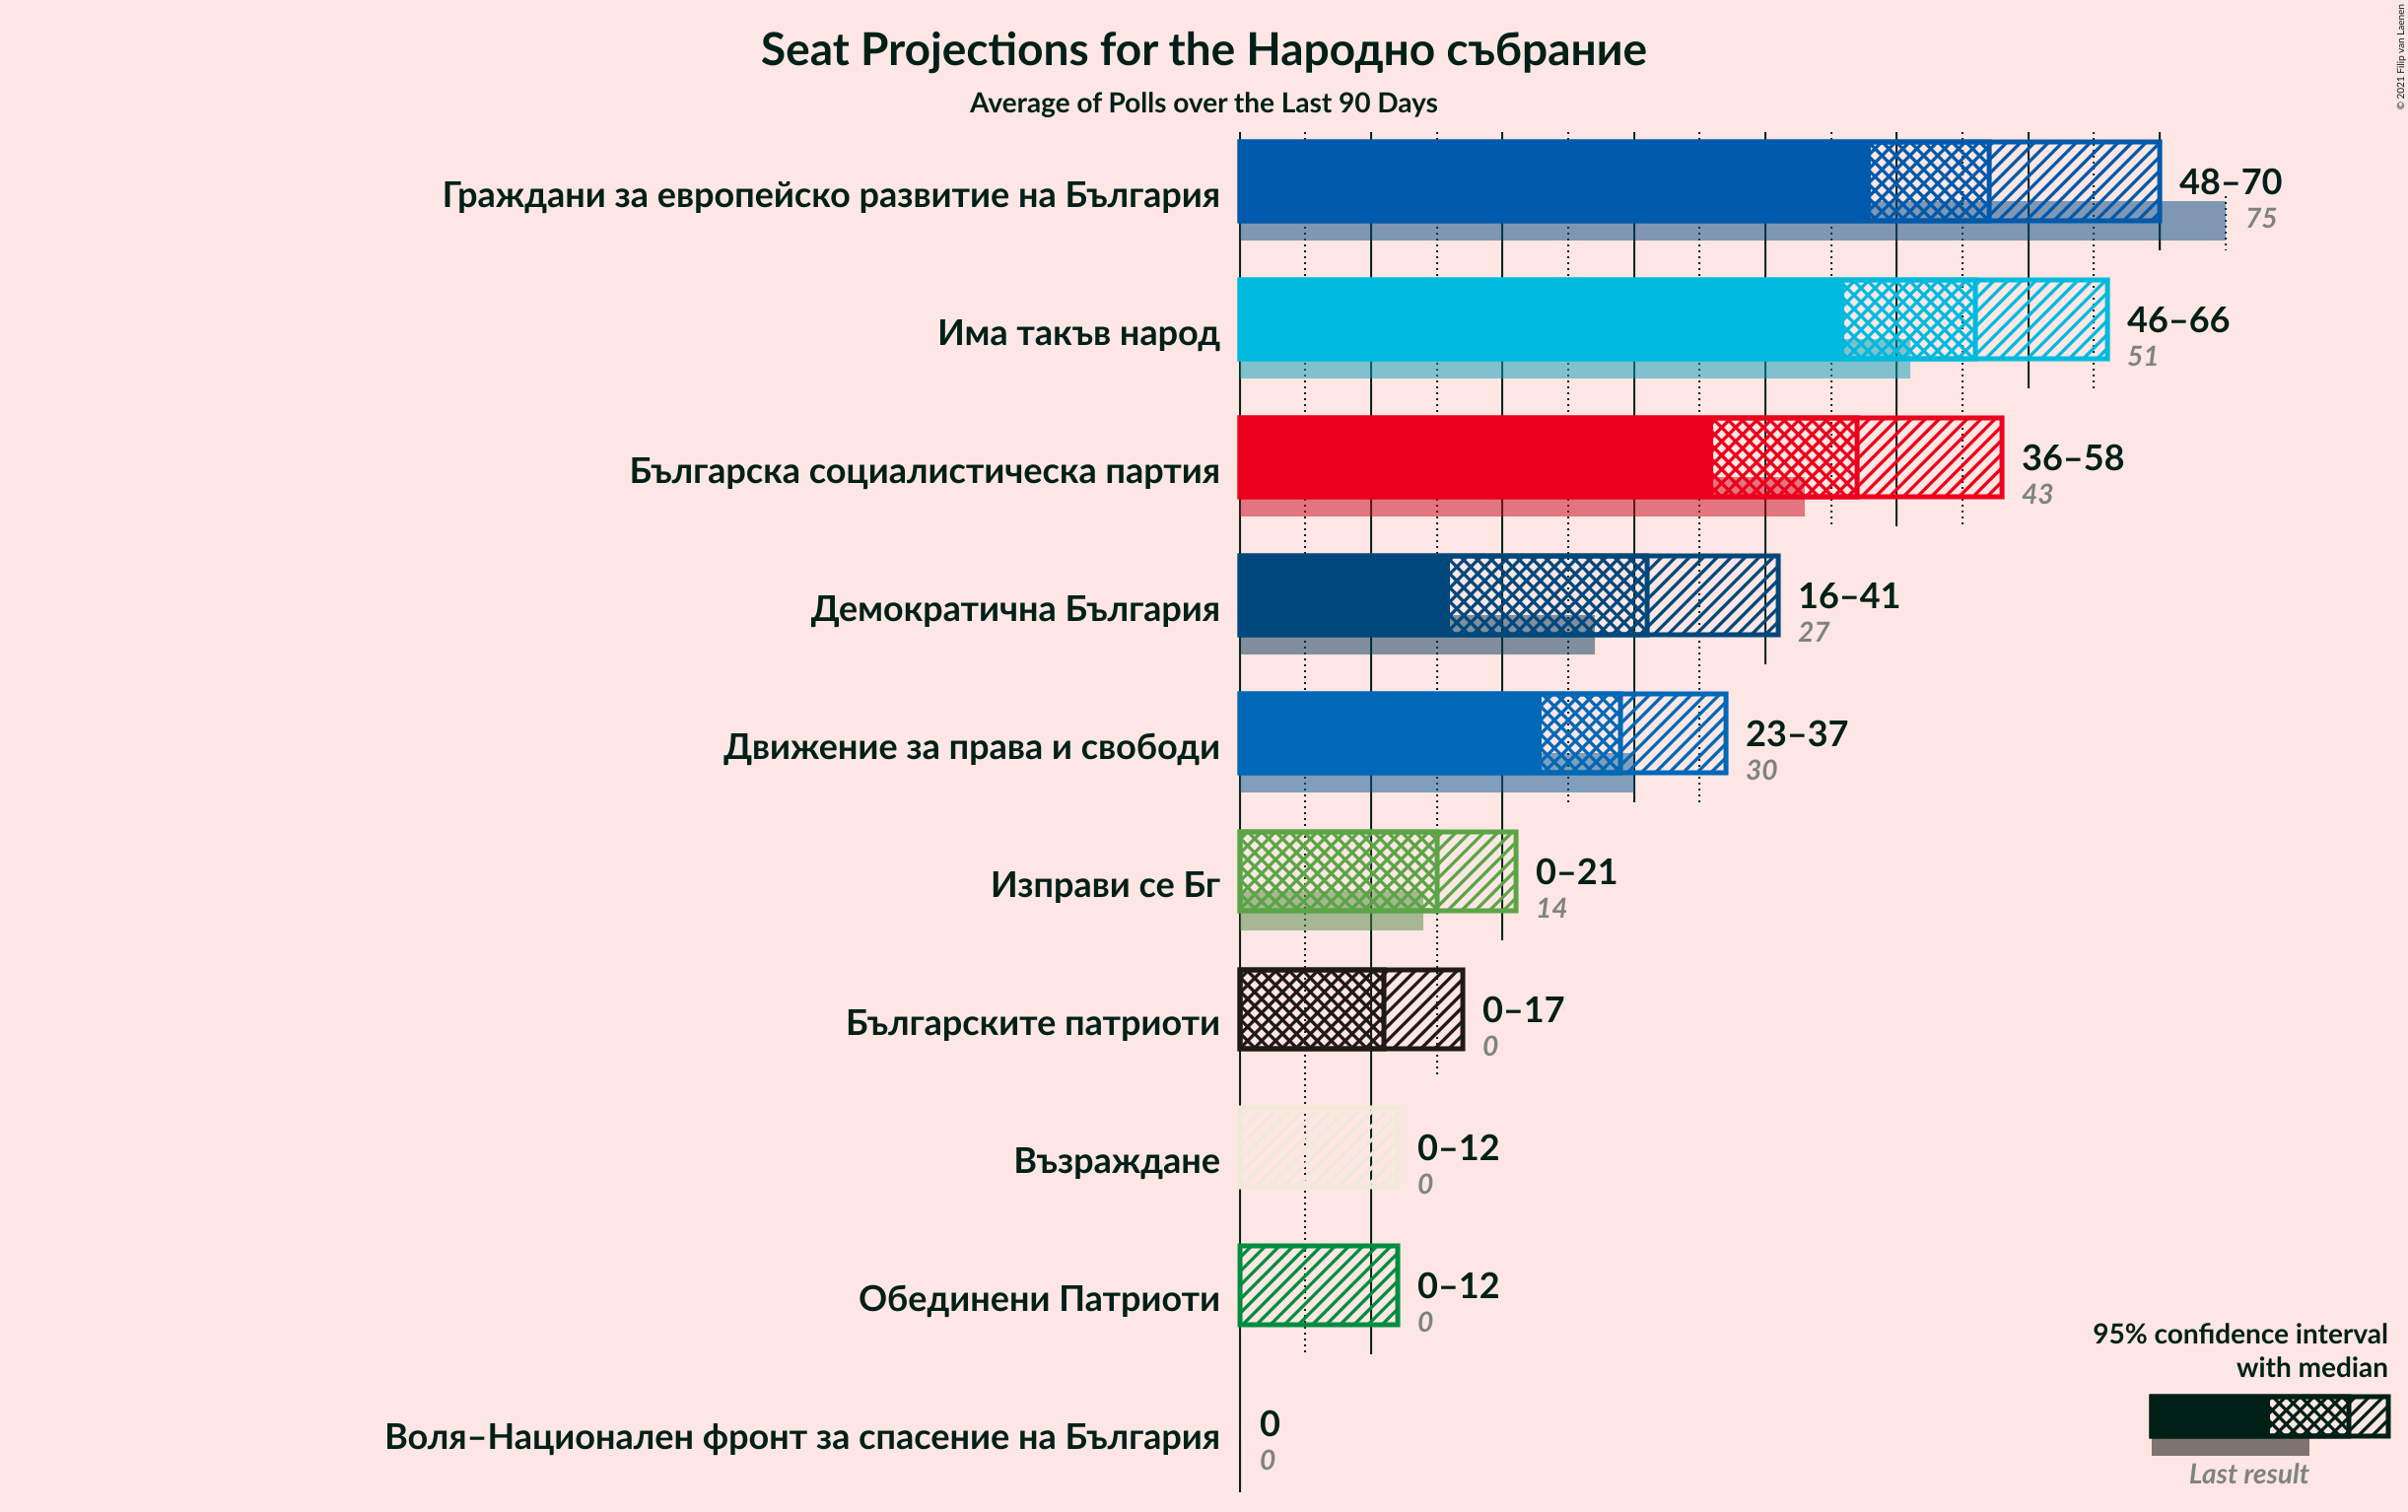 © 2021 Filip van Laenen
Seat Projections for the Народно събрание
Average of Polls over the Last 90 Days
Граждани за европейско развитие на България
48–70
75
Има такъв народ
46–66
51
Българска социалистическа партия
36–58
43
Демократична България
16–41
27
Движение за права и свободи
23–37
30
Изправи се Бг
0–21
14
Българските патриоти
0–17
0
Възраждане
0–12
0
Обединени Патриоти
0–12
0
Воля–Национален фронт за спасение на България
0
0
95% confidence interval
with median
Last result